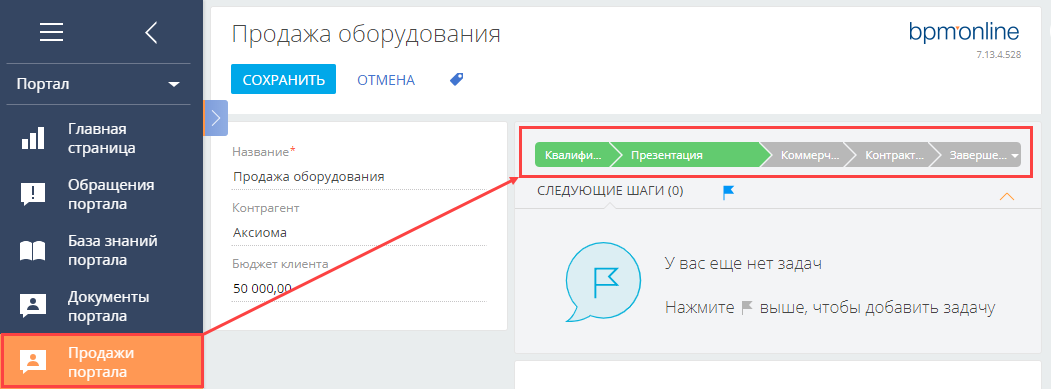 Портал
Главная
страница
Обращения
портала
База знаний
портала
Документы
портала
Продажи
портала
Продажа оборудования
bpm'online
7.13.4.528
СОХРАНИТЬ
ОТМЕНА
Название*
Продажа оборудования
Контрагент
Аксиома
Бюджет клиента
50 000,00
Квалифи... Презентация Коммерч... Контракт... Заверше...
СЛЕДУЮЩИЕ ШАГИ (0)
У вас еще нет задач
Нажмите выше, чтобы добавить задачу